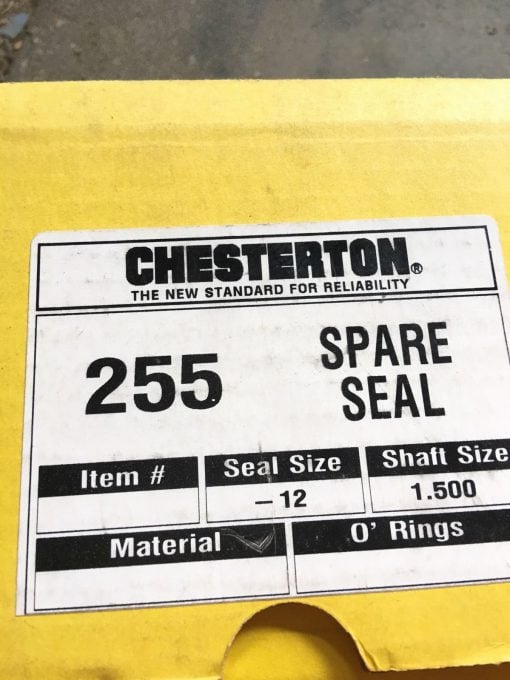 CHESTERTON®
THE NEW STANDARD FOR RELIABILITY
255
SPARE
SEAL
Item # Seal Size Shaft Size
– 12 1.500
Material O' Rings